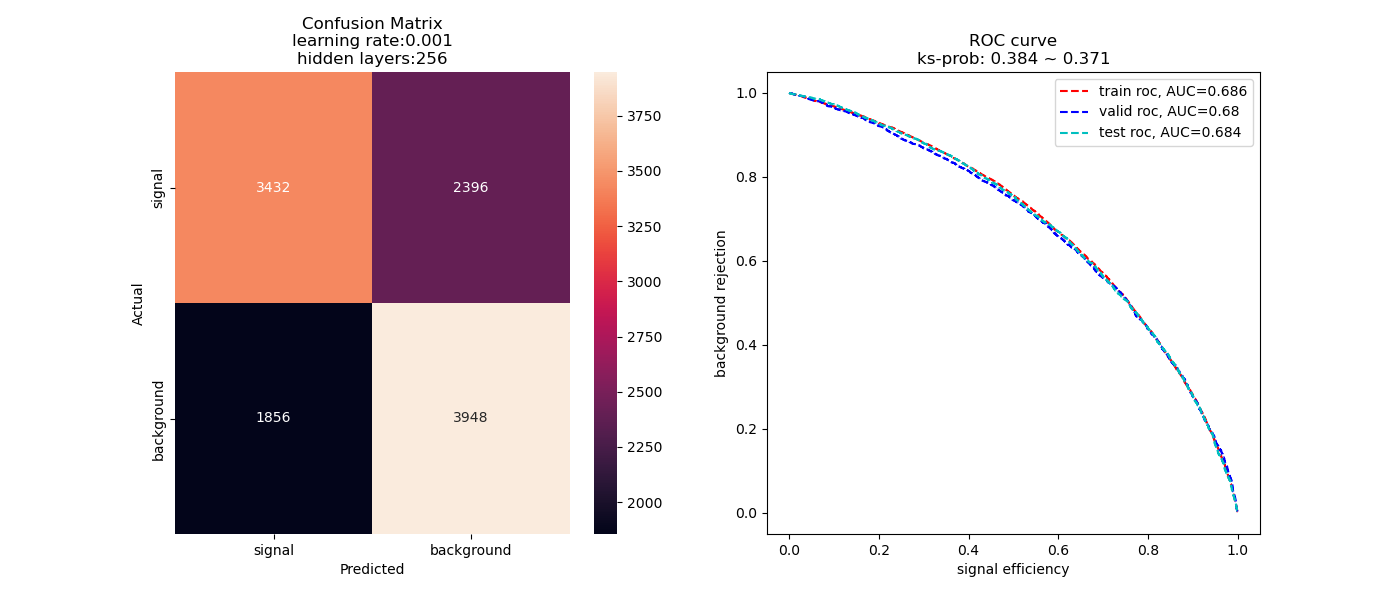 Confusion Matrix
learning rate:0.001
hidden layers:256
signal
background
Actual
3432
2396
1856
3948
signal
background
Predicted
3750
3500
3250
3000
2750
2500
2250
2000
ROC curve
ks-prob: 0.384 ~ 0.371
train roc, AUC=0.686
valid roc, AUC=0.68
test roc, AUC=0.684
background rejection
1.0
0.8
0.6
0.4
0.2
0.0
0.0
0.2
0.4
0.6
0.8
1.0
signal efficiency